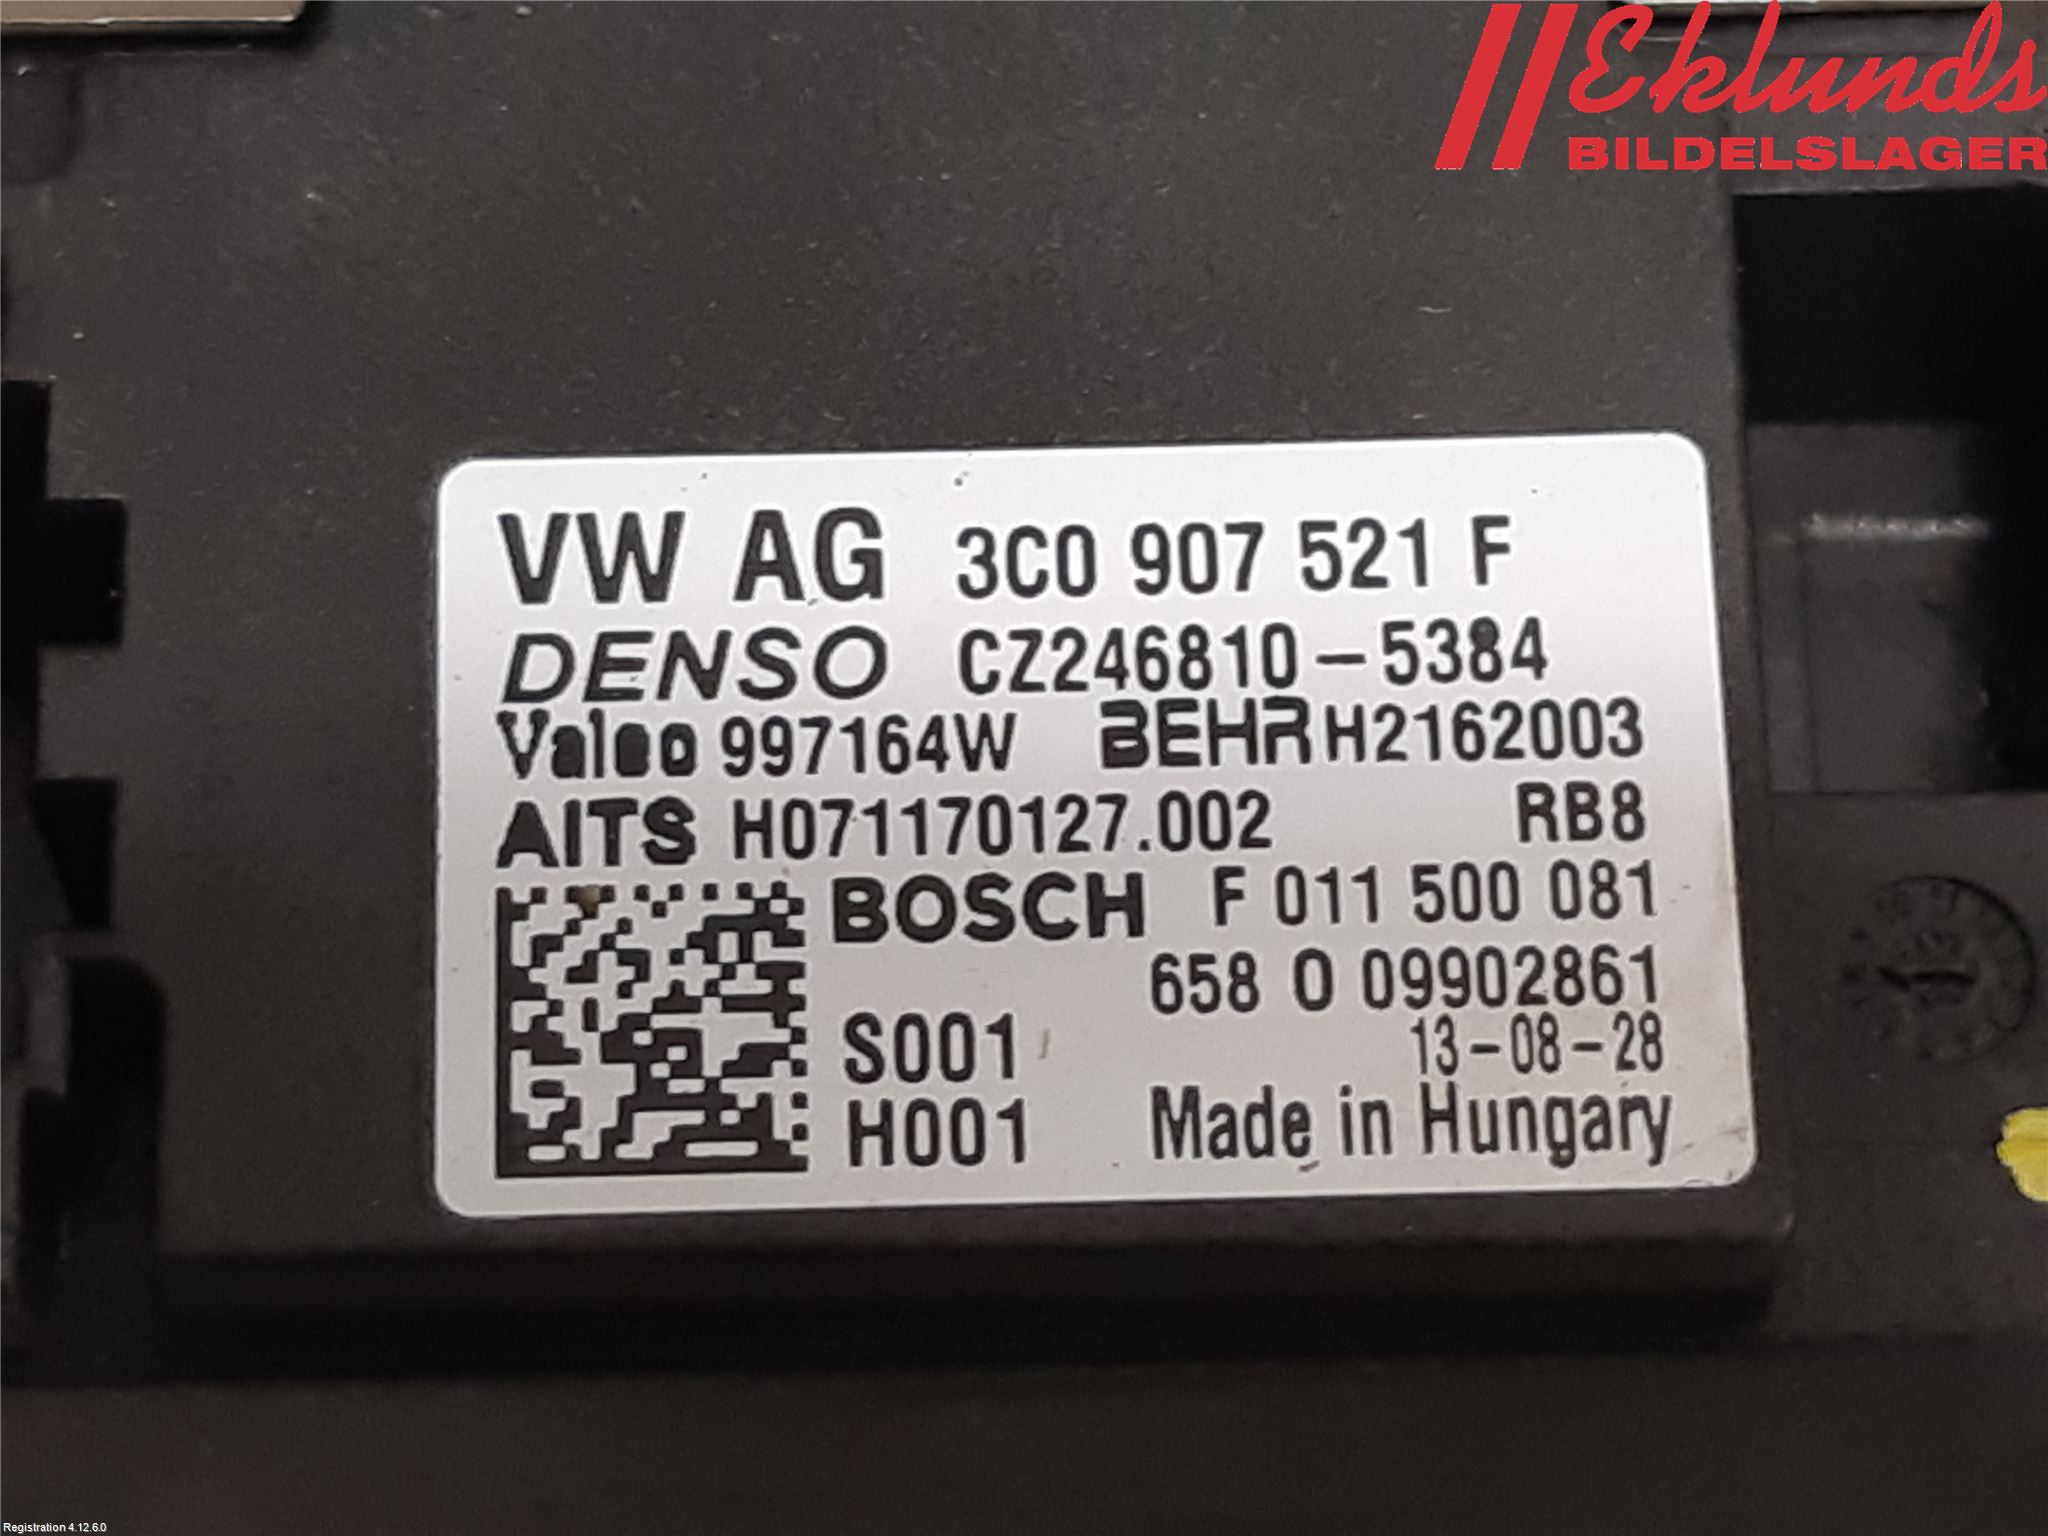 Eklunds
BILDELSLAGER
VW AG 3C0 907 521 F
DENSO CZ246810-5384
Valeo 997164W BEHR H2162003
AITS H071170127.002 RB8
BOSCH F 011 500 081
658 0 09902861
S001 13-08-28
H001 Made in Hungary
Registration 4.12.6.0